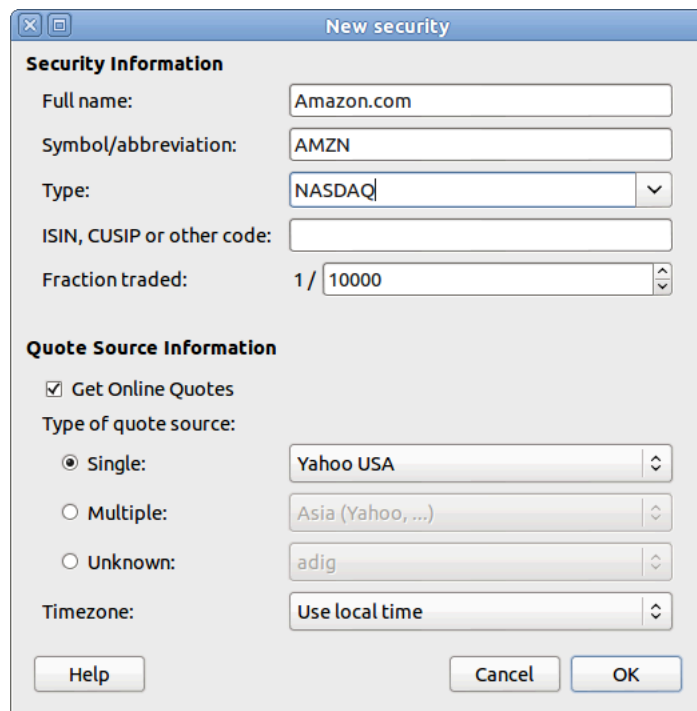 New security
Security Information
Full name: Amazon.com
Symbol/abbreviation: AMZN
Type: NASDAQ
ISIN, CUSIP or other code:
Fraction traded: 1 / 10000
Quote Source Information
Get Online Quotes
Type of quote source:
Single: Yahoo USA
Multiple: Asia (Yahoo, ...)
Unknown: adig
Timezone: Use local time
Help Cancel OK